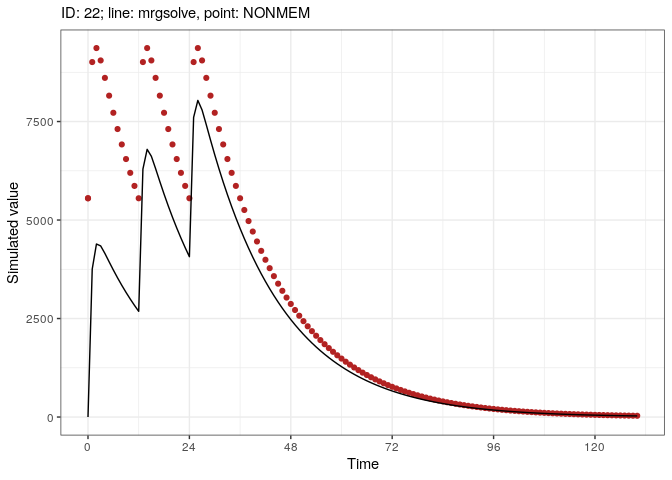 ID: 22; line: mrgsolve, point: NONMEM
7500
5000
2500
0
0 24 48 72 96 120
Time
Simulated value